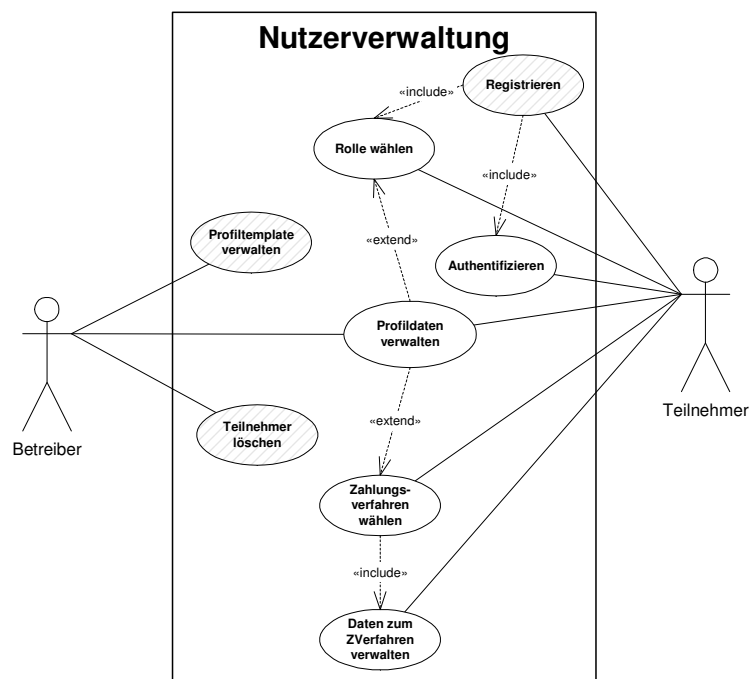 Nutzerverwaltung
Registrieren
«include»
Rolle wählen
«include»
Profiltemplate
verwalten
«extend»
Authentifizieren
Profildaten
verwalten
Teilnehmer
Betreiber
Teilnehmer
löschen
«extend»
Zahlungs-
verfahren
wählen
«include»
Daten zum
ZVerfahren
verwalten